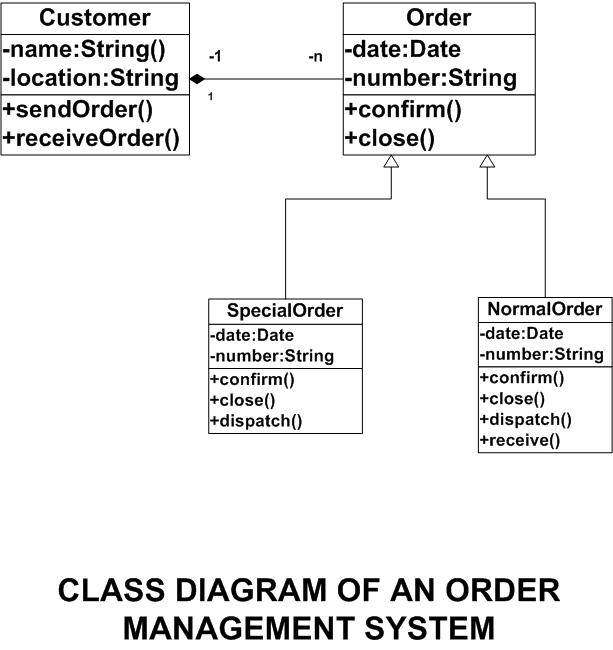 Customer
-name:String()
-location:String
+sendOrder()
+receiveOrder()
-1
-n
1
Order
-date:Date
-number:String
+confirm()
+close()
SpecialOrder
-date:Date
-number:String
+confirm()
+close()
+dispatch()
NormalOrder
-date:Date
-number:String
+confirm()
+close()
+dispatch()
+receive()
CLASS DIAGRAM OF AN ORDER
MANAGEMENT SYSTEM